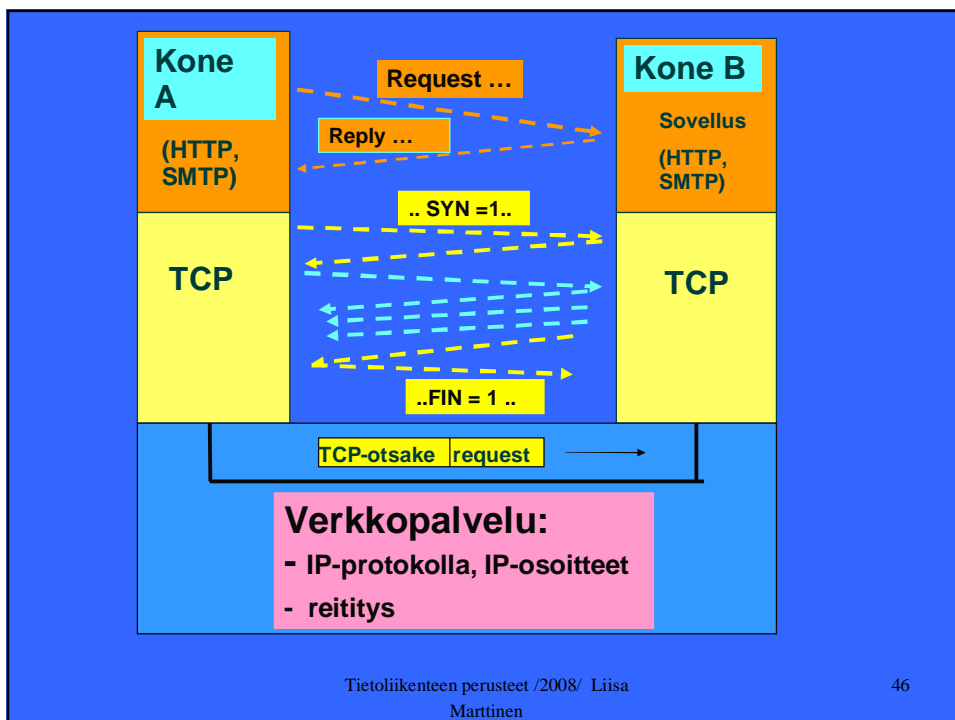 Kone
A
(HTTP,
SMTP)
Request …
Reply …
Kone B
Sovellus
(HTTP,
SMTP)
.. SYN =1..
TCP
TCP
..FIN = 1 ..
TCP-otsake request
Verkkopalvelu:
- IP-protokolla, IP-osoitteet
- reititys
Tietoliikenteen perusteet /2008/ Liisa
Marttinen
46